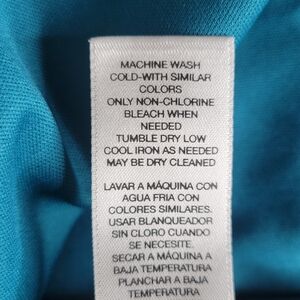 MACHINE WASH
COLD-WITH SIMILAR
COLORS
ONLY NON-CHLORINE
BLEACH WHEN
NEEDED
TUMBLE DRY LOW
COOL IRON AS NEEDED
MAY BE DRY CLEANED
LAVAR A MÁQUINA CON
AGUA FRIA CON
COLORES SIMILARES.
USAR BLANQUEADOR
SIN CLORO CUANDO
SE NECESITE.
SECAR A MÁQUINA A
BAJA TEMPERATURA
PLANCHAR A BAJA
TEMPERATURA